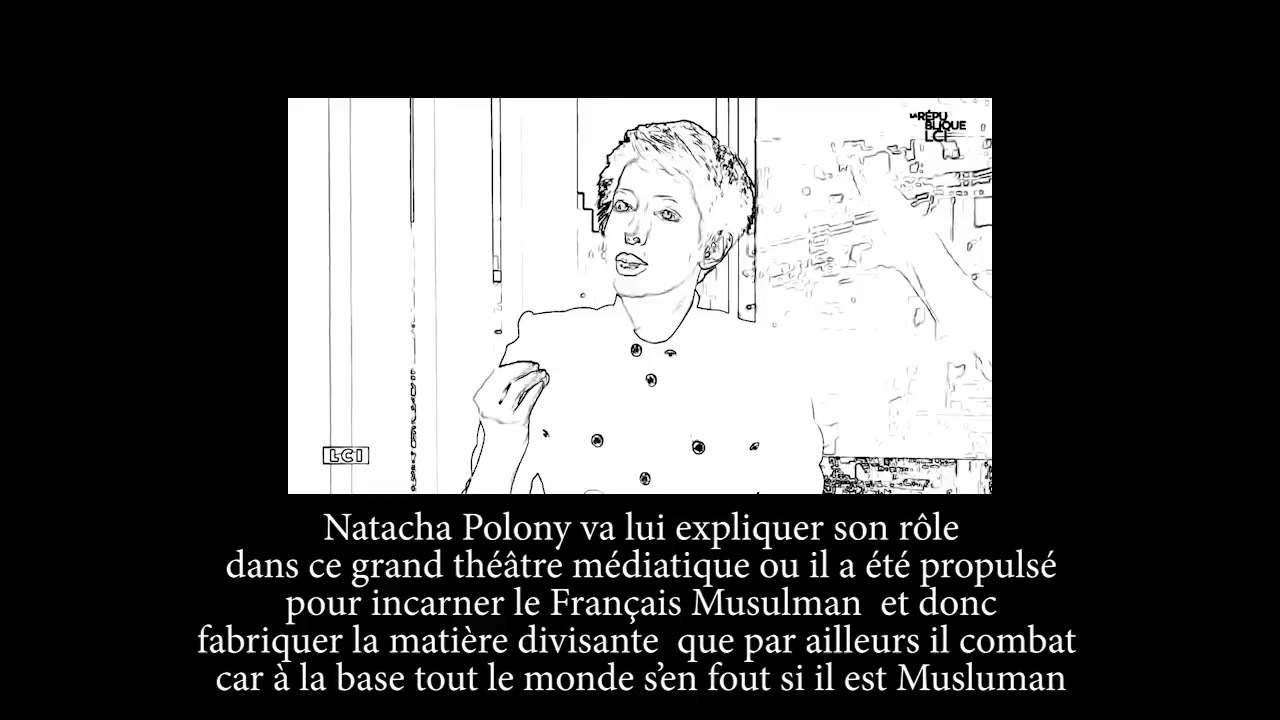 LA RÉPU
BLIQUE
LCI
LCI
Natacha Polony va lui expliquer son rôle
dans ce grand théâtre médiatique ou il a été propulsé
pour incarner le Français Musulman et donc
fabriquer la matière divisante que par ailleurs il combat
car à la base tout le monde s'en fout si il est Musluman